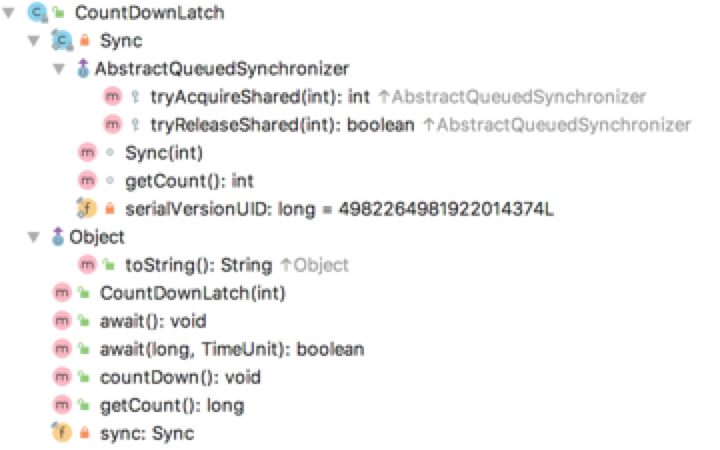 CountDownLatch
Sync
AbstractQueuedSynchronizer
tryAcquireShared(int): int ↑AbstractQueuedSynchronizer
tryReleaseShared(int): boolean ↑AbstractQueuedSynchronizer
Sync(int)
getCount(): int
serialVersionUID: long = 4982264981922014374L
Object
toString(): String ↑Object
CountDownLatch(int)
await(): void
await(long, TimeUnit): boolean
countDown(): void
getCount(): long
sync: Sync